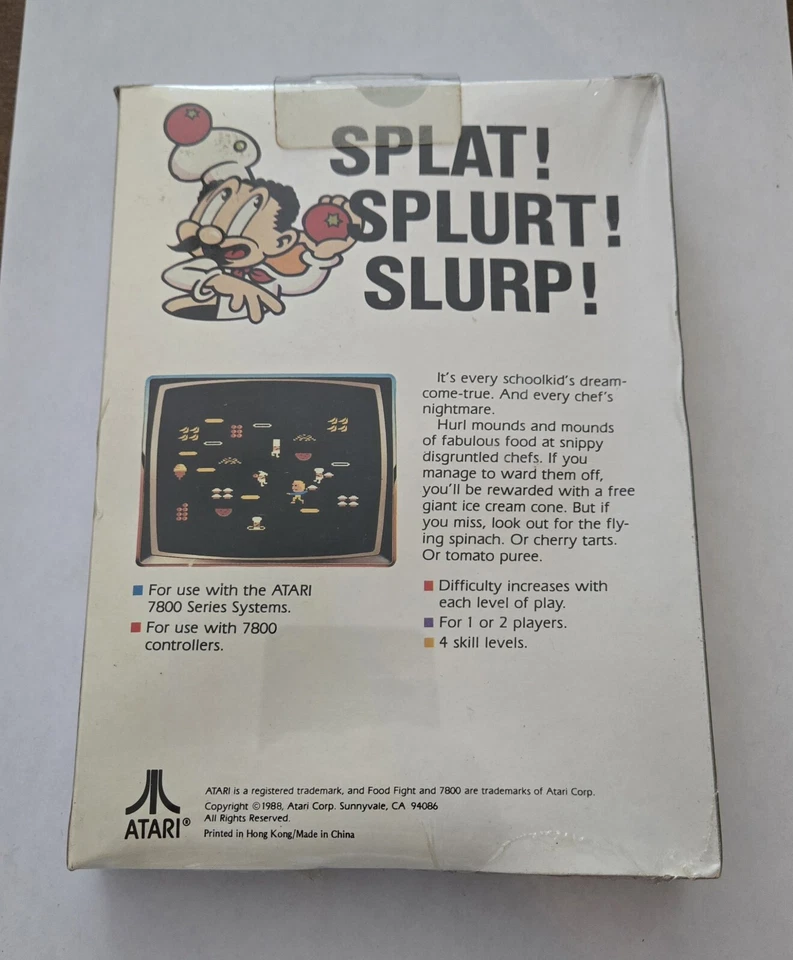 SPLAT!
SPLURT!
SLURP!
It's every schoolkid's dream-
come-true. And every chef's
nightmare.
Hurl mounds and mounds
of fabulous food at snippy
disgruntled chefs. If you
manage to ward them off,
you'll be rewarded with a free
giant ice cream cone. But if
you miss, look out for the fly-
ing spinach. Or cherry tarts.
Or tomato puree.
For use with the ATARI
7800 Series Systems.
For use with 7800
controllers.
Difficulty increases with
each level of play.
For 1 or 2 players.
4 skill levels.
ATARI®
ATARI is a registered trademark, and Food Fight and 7800 are trademarks of Atari Corp.
Copyright ©1988, Atari Corp. Sunnyvale, CA 94086
All Rights Reserved.
Printed in Hong Kong/Made in China